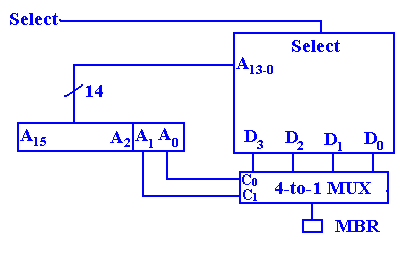 Select
Select
A13-0
14
A15 A2 A1 A0
D3 D2 D1 D0
C0
4-to-1 MUX
C1
MBR